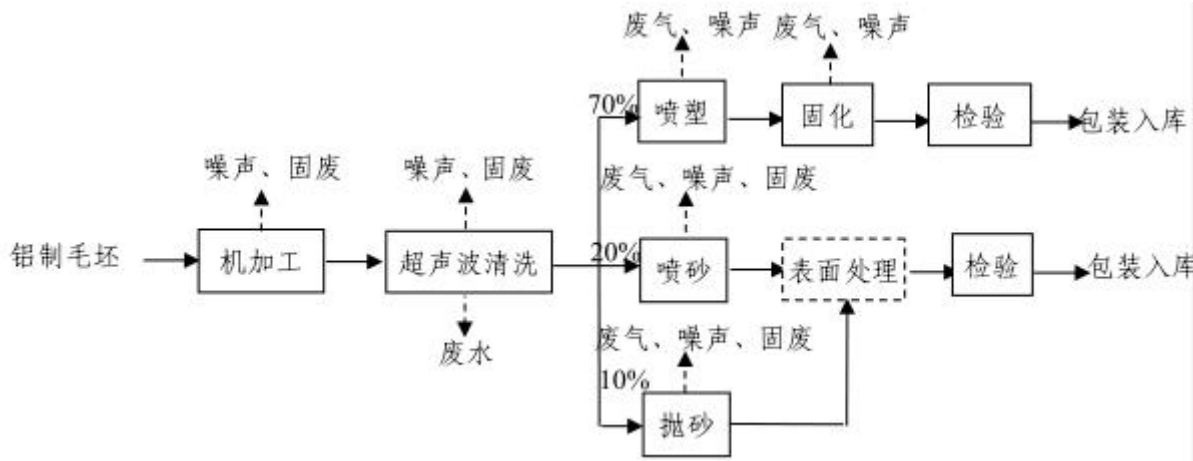 废气、噪声
废气、噪声
70%
喷塑
固化
检验
包装入库
噪声、固废
噪声、固废
废气、噪声、固废
铝制毛坯
机加工
超声波清洗
20%
喷砂
表面处理
检验
包装入库
废水
废气、噪声、固废
10%
抛砂